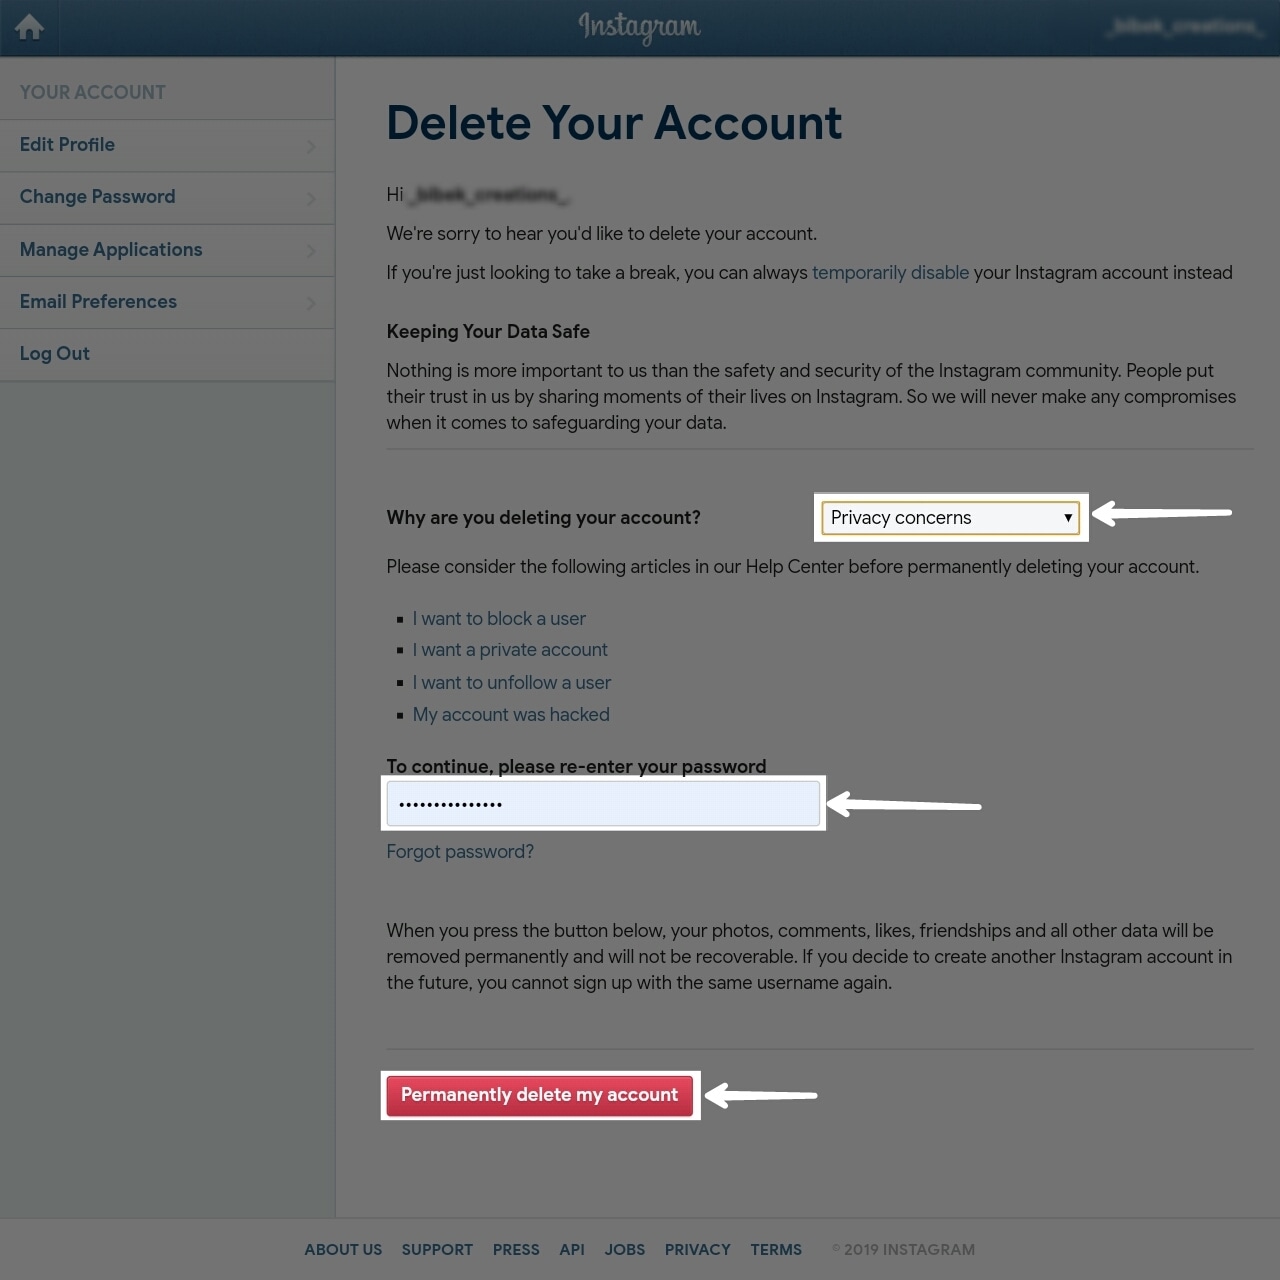 Instagram
YOUR ACCOUNT
Edit Profile
Change Password
Manage Applications
Email Preferences
Log Out
Delete Your Account
Hi
We're sorry to hear you'd like to delete your account.
If you're just looking to take a break, you can always temporarily disable your Instagram account instead
Keeping Your Data Safe
Nothing is more important to us than the safety and security of the Instagram community. People put
their trust in us by sharing moments of their lives on Instagram. So we will never make any compromises
when it comes to safeguarding your data.
Why are you deleting your account? Privacy concerns
Please consider the following articles in our Help Center before permanently deleting your account.
I want to block a user
I want a private account
I want to unfollow a user
My account was hacked
To continue, please re-enter your password
Forgot password?
When you press the button below, your photos, comments, likes, friendships and all other data will be
removed permanently and will not be recoverable. If you decide to create another Instagram account in
the future, you cannot sign up with the same username again.
Permanently delete my account
ABOUT US SUPPORT PRESS API JOBS PRIVACY TERMS © 2019 INSTAGRAM